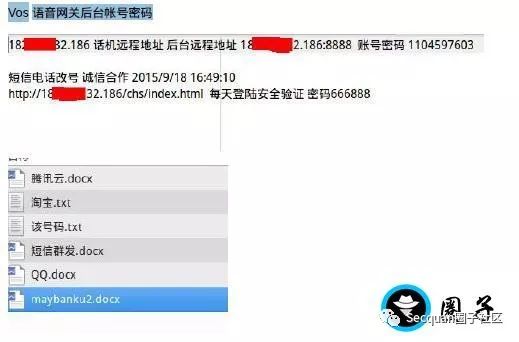 Vos 语音网关后台帐号密码
18 32.186 话机远程地址 后台远程地址 18 2.186:8888 账号密码 1104597603
短信电话改号 诚信合作 2015/9/18 16:49:10
http://18 32.186/chs/index.html 每天登陆安全验证 密码666888
腾讯云.docx
淘宝.txt
该号码.txt
短信群发.docx
QQ.docx
maybanku2.docx
圈子
Secquan圈子社区